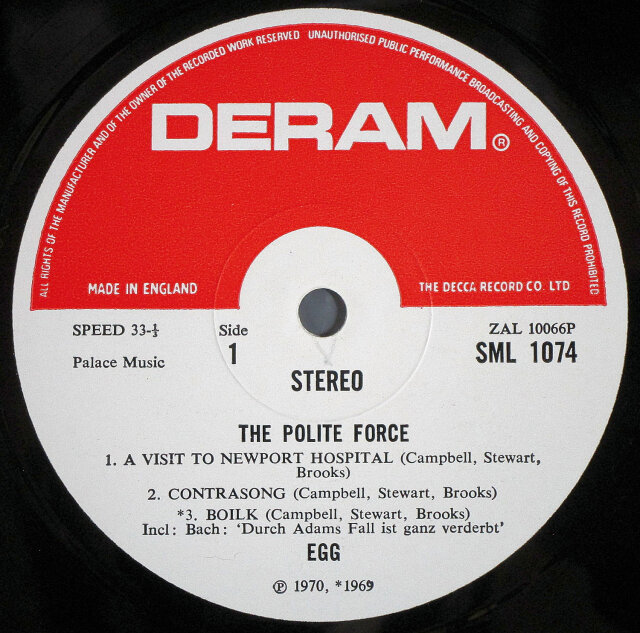 ALL RIGHTS OF THE MANUFACTURER AND OF THE OWNER OF THE RECORDED WORK RESERVED   UNAUTHORISED PUBLIC PERFORMANCE BROADCASTING AND COPYING OF THIS RECORD PROHIBITED
DERAM®
MADE IN ENGLAND
THE DECCA RECORD CO. LTD
SPEED 33-⅓
Side
ZAL 10066P
1
SML 1074
Palace Music
STEREO
THE POLITE FORCE
1. A VISIT TO NEWPORT HOSPITAL (Campbell, Stewart,
Brooks)
2. CONTRASONG (Campbell, Stewart, Brooks)
*3. BOILK (Campbell, Stewart, Brooks)
Incl: Bach: ‘Durch Adams Fall ist ganz verderbt’
EGG
℗ 1970, *1969